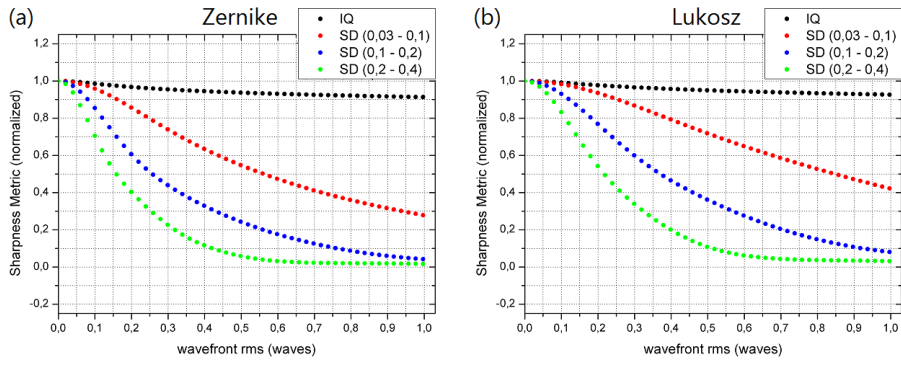 (a) Zernike
IQ
SD (0,03 - 0,1)
SD (0,1 - 0,2)
SD (0,2 - 0,4)
1,2
1,0
0,8
0,6
0,4
0,2
0,0
-0,2
Sharpness Metric (normalized)
0,0 0,1 0,2 0,3 0,4 0,5 0,6 0,7 0,8 0,9 1,0
wavefront rms (waves)
(b) Lukosz
IQ
SD (0,03 - 0,1)
SD (0,1 - 0,2)
SD (0,2 - 0,4)
1,2
1,0
0,8
0,6
0,4
0,2
0,0
-0,2
Sharpness Metric (normalized)
0,0 0,1 0,2 0,3 0,4 0,5 0,6 0,7 0,8 0,9 1,0
wavefront rms (waves)